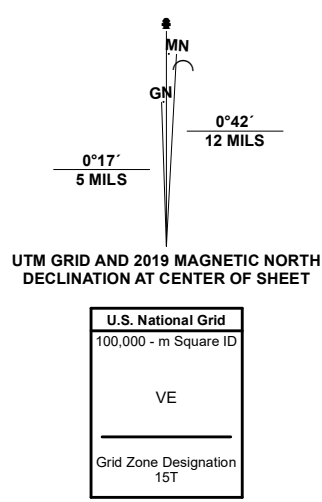 MN
GN
0°42´
12 MILS
0°17´
5 MILS
UTM GRID AND 2019 MAGNETIC NORTH
DECLINATION AT CENTER OF SHEET
U.S. National Grid
100,000 - m Square ID
VE
Grid Zone Designation
15T